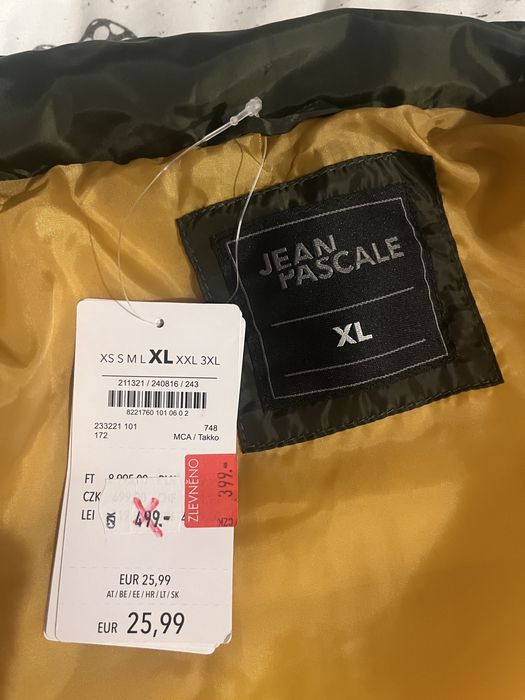 JEAN
PASCALE
XL
XS S M L XL XXL 3XL
211321 / 240816 / 243
8221760 101 06 0 2
233221 101 748
172 MCA / Takko
FT
CZK
LEI
CZK 499.-
ZLEVNĚNO
399.-
CZK
EUR 25,99
AT / BE / EE / HR / LT / SK
EUR 25,99